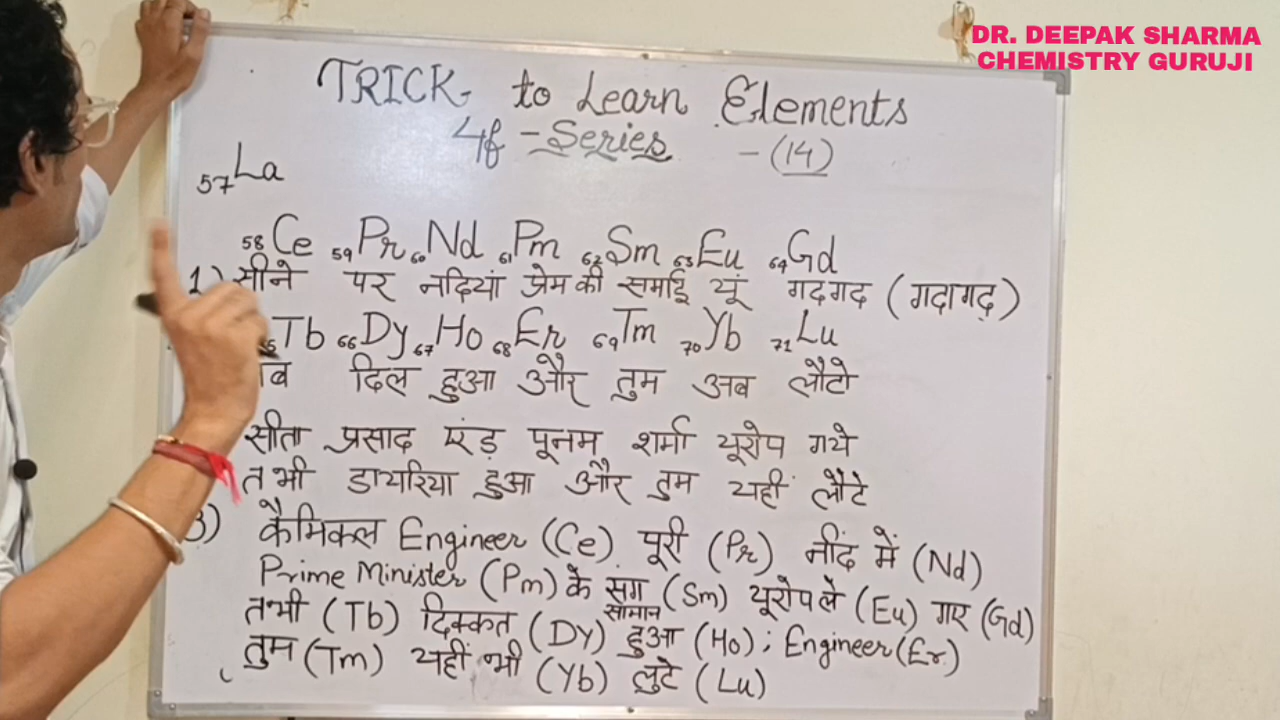 DR. DEEPAK SHARMA
CHEMISTRY GURUJI
TRICK to Learn Elements
4f-Series - (14)
57La
58Ce 59Pr 60Nd 61Pm 62Sm 63Eu 64Gd
1) सीने पर नदियां प्रेम की समाई यूं गदगद (गदागद)
Tb 66Dy 67Ho 68Er 69Tm 70Yb 71Lu
दिल हुआ और तुम अब लौटो
सीता प्रसाद एंड पूनम शर्मा यूरोप गये
तभी डायरिया हुआ और तुम यहीं लौटे
3) कैमिकल Engineer (Ce) पूरी (Pr) नींद में (Nd)
Prime Minister (Pm) के संग (Sm) यूरोप ले (Eu) गए (Gd)
सामान
तभी (Tb) दिक्कत (Dy) हुआ (Ho); Engineer (Er)
तुम (Tm) यहीं भी (Yb) लुटे (Lu)